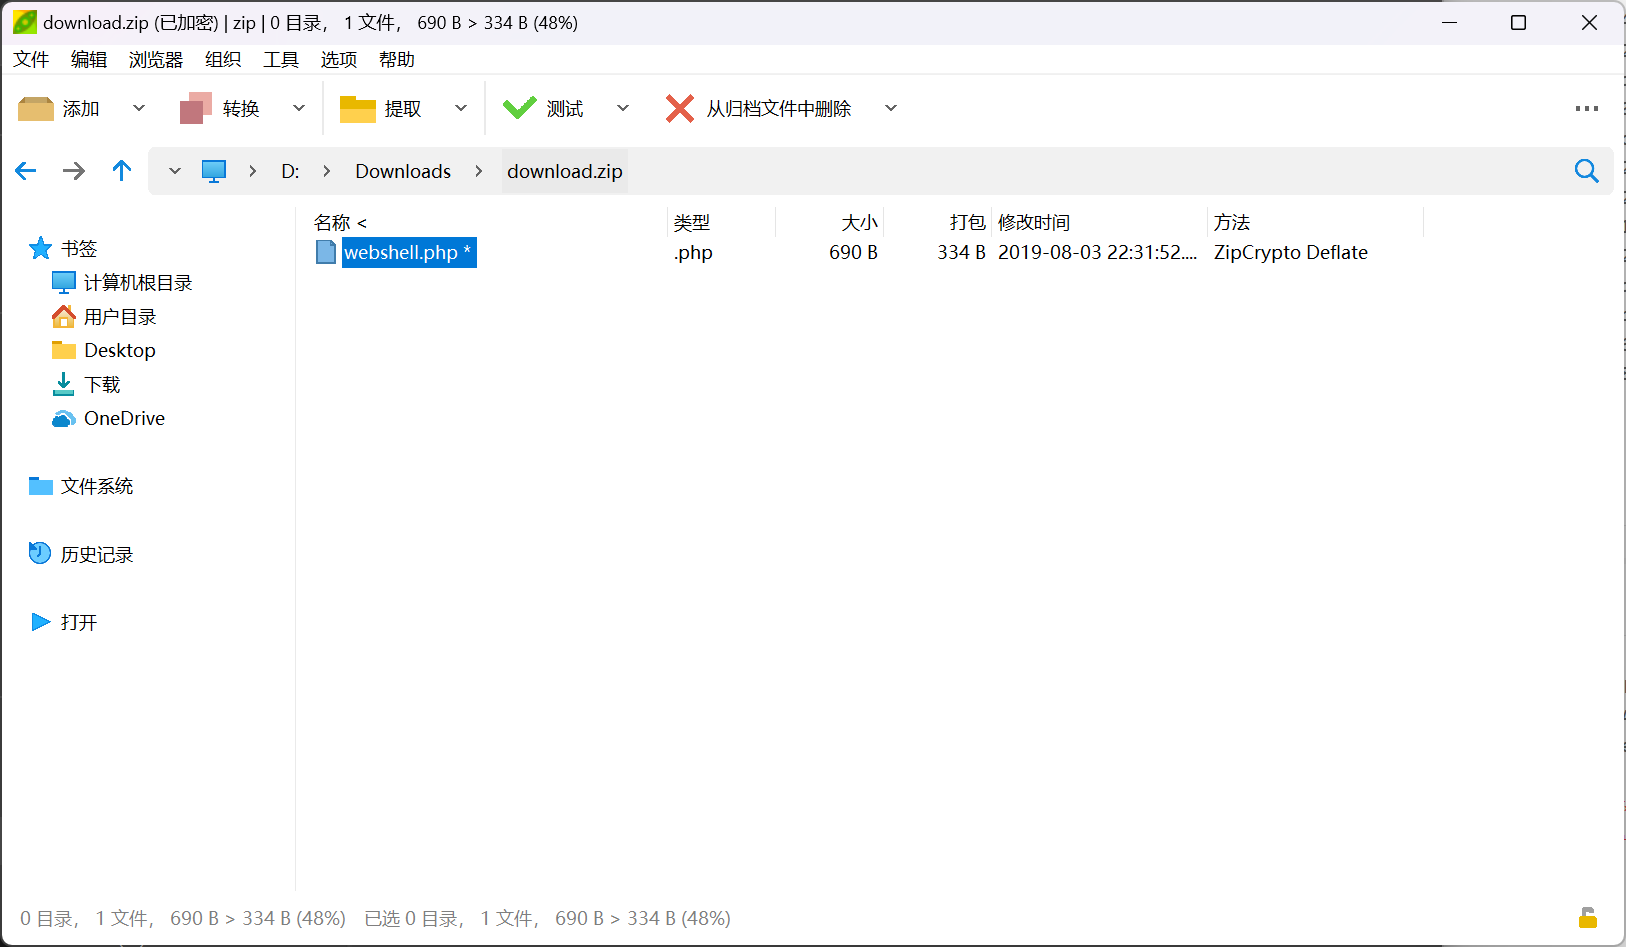 download.zip (已加密) | zip | 0 目录， 1 文件， 690 B > 334 B (48%)
文件 编辑 浏览器 组织 工具 选项 帮助
添加 转换 提取 测试 从归档文件中删除
D: Downloads download.zip
名称 < 类型 大小 打包 修改时间 方法
webshell.php * .php 690 B 334 B 2019-08-03 22:31:52.... ZipCrypto Deflate
书签
计算机根目录
用户目录
Desktop
下载
OneDrive
文件系统
历史记录
打开
0 目录， 1 文件， 690 B > 334 B (48%) 已选 0 目录， 1 文件， 690 B > 334 B (48%)